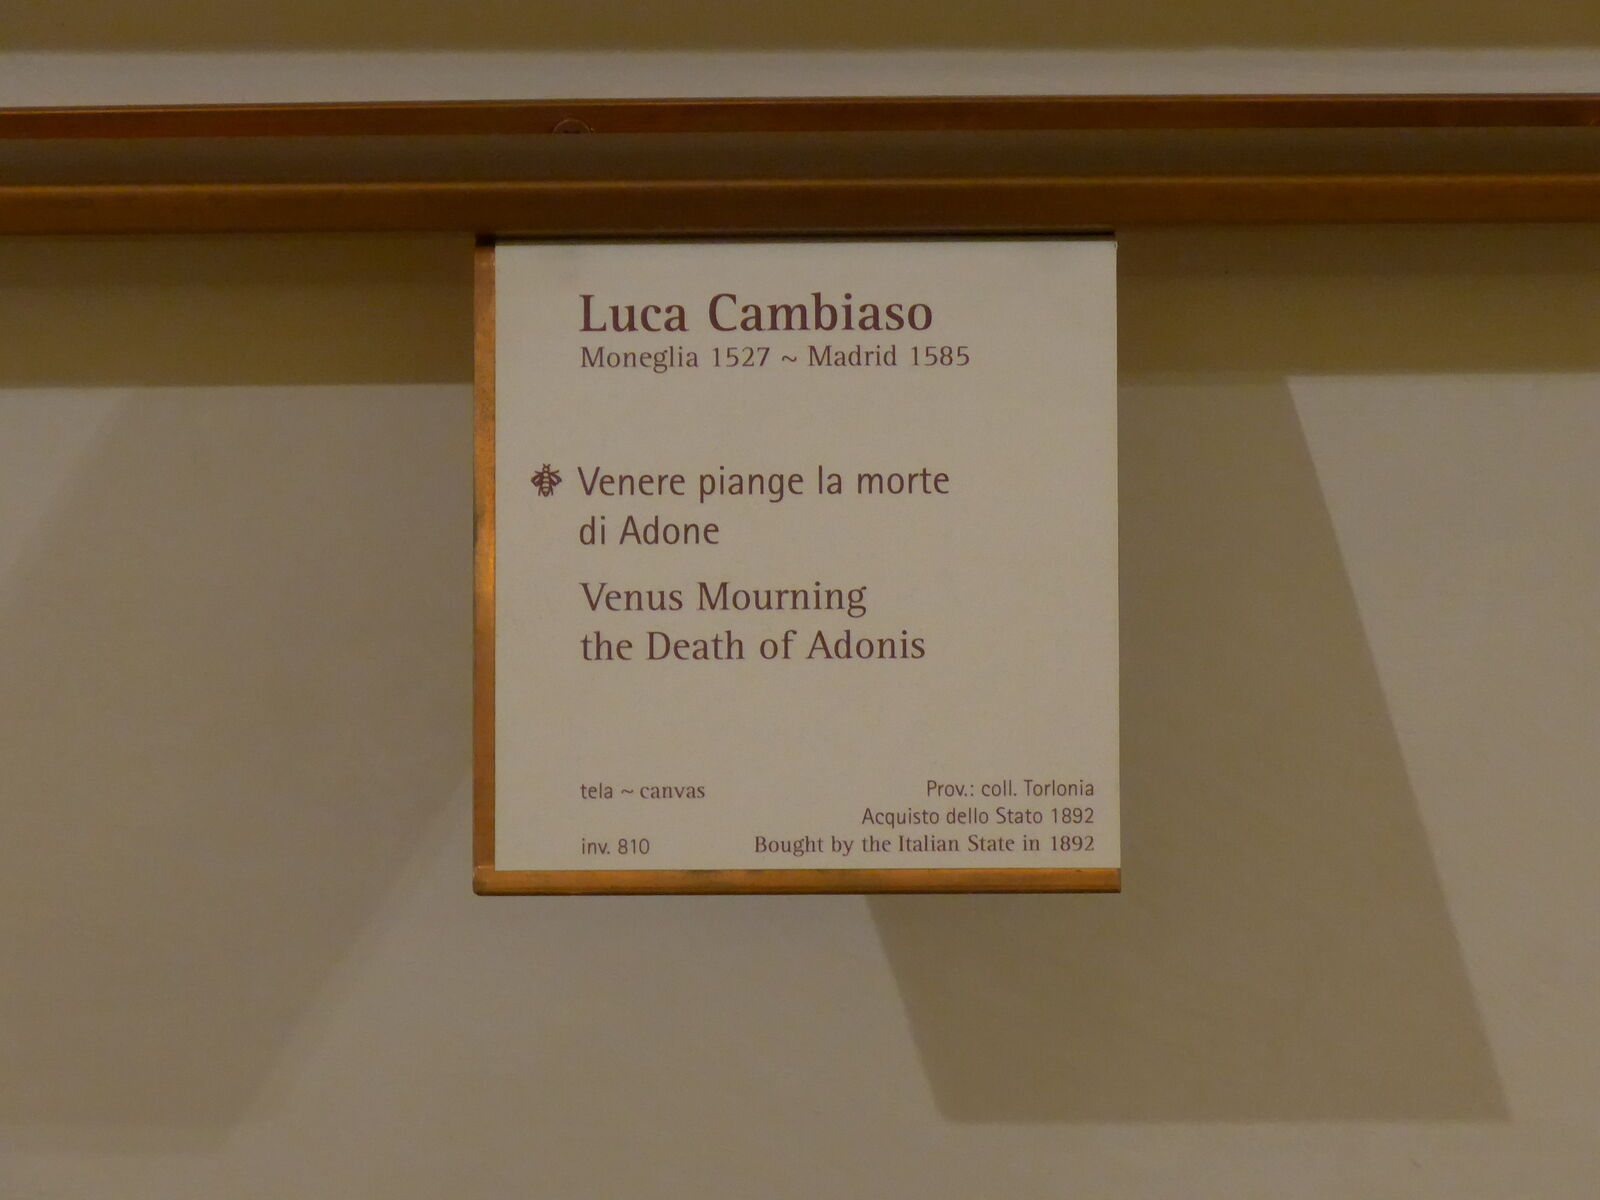 Luca Cambiaso
Moneglia 1527 ~ Madrid 1585
Venere piange la morte
di Adone
Venus Mourning
the Death of Adonis
tela ~ canvas
inv. 810
Prov.: coll. Torlonia
Acquisto dello Stato 1892
Bought by the Italian State in 1892